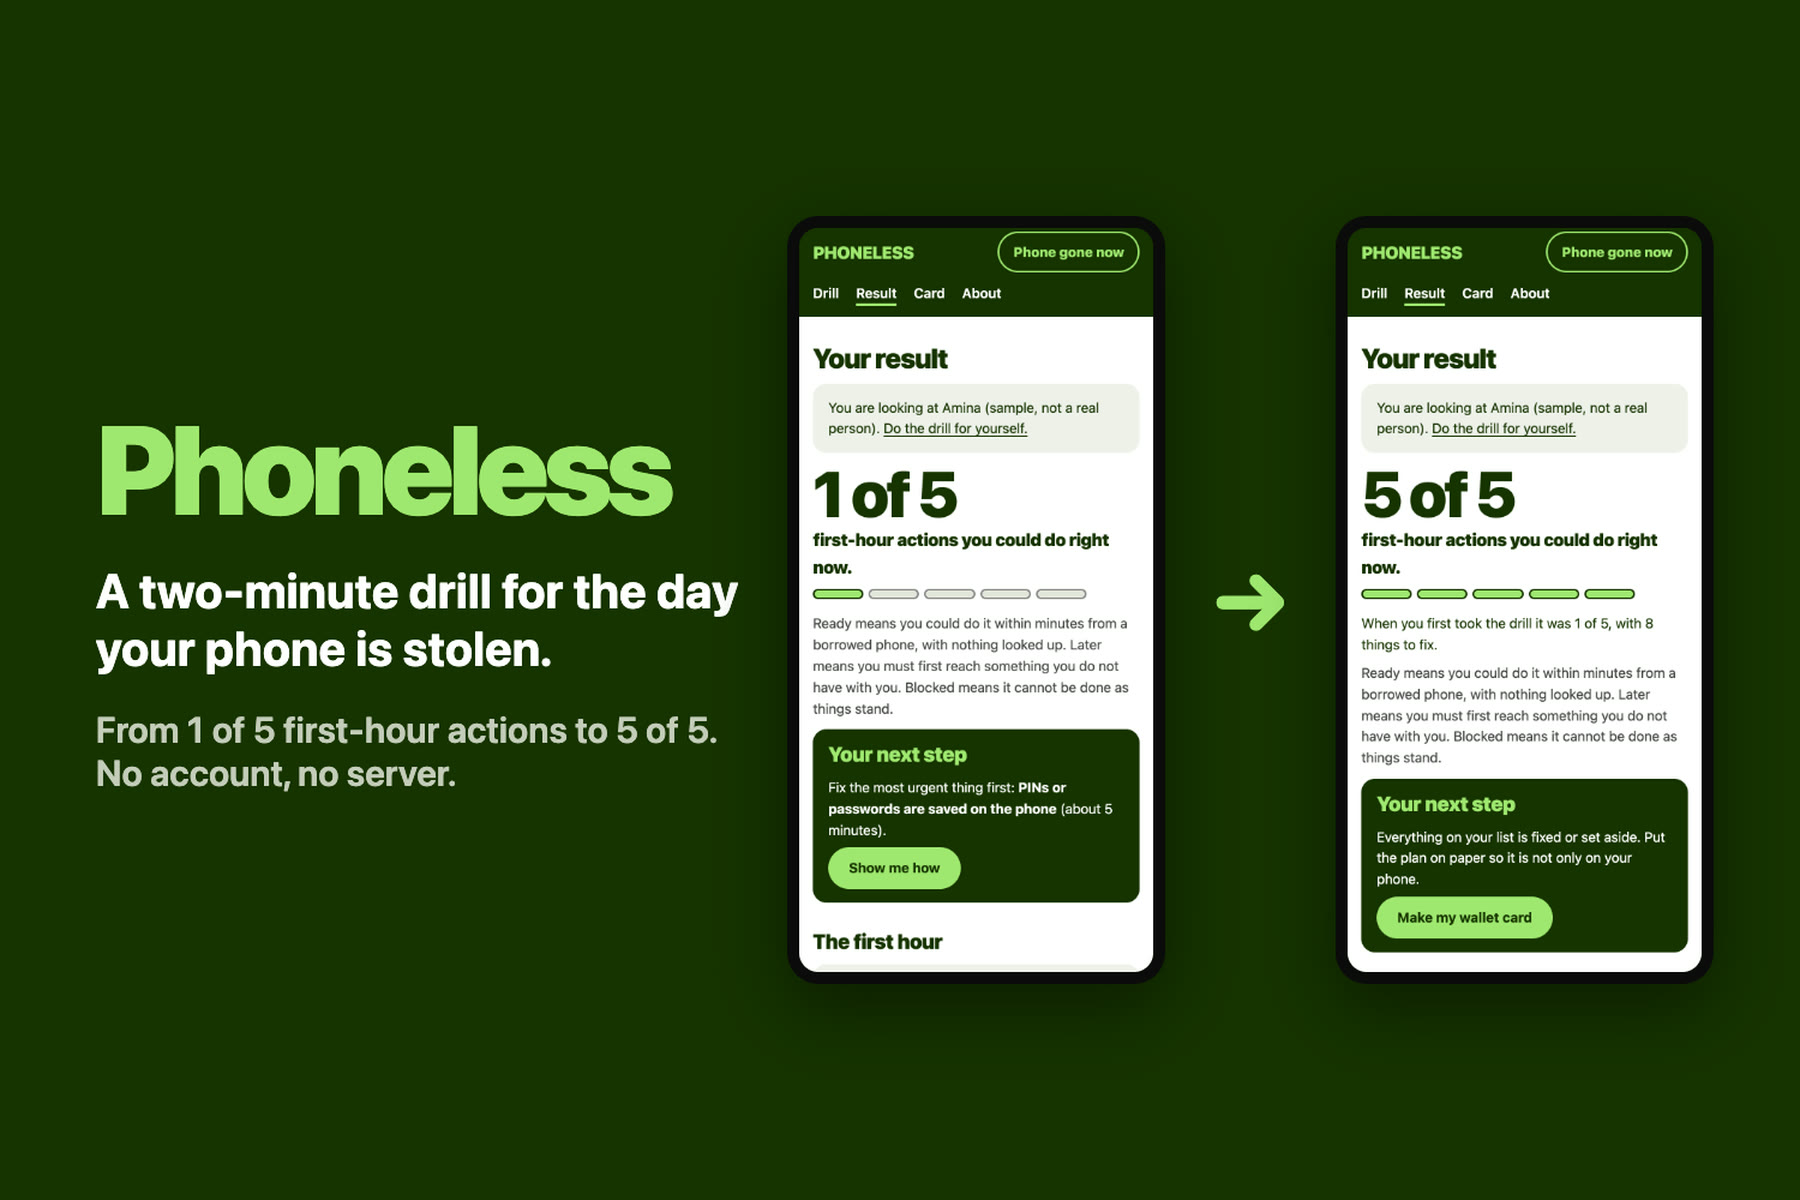 Phoneless
A two-minute drill for the day
your phone is stolen.
From 1 of 5 first-hour actions to 5 of 5.
No account, no server.
PHONELESS
Phone gone now
Drill Result Card About
Your result
You are looking at Amina (sample, not a real
person). Do the drill for yourself.
1 of 5
first-hour actions you could do right
now.
Ready means you could do it within minutes from a
borrowed phone, with nothing looked up. Later
means you must first reach something you do not
have with you. Blocked means it cannot be done as
things stand.
Your next step
Fix the most urgent thing first: PINs or
passwords are saved on the phone (about 5
minutes).
Show me how
The first hour
PHONELESS
Phone gone now
Drill Result Card About
Your result
You are looking at Amina (sample, not a real
person). Do the drill for yourself.
5 of 5
first-hour actions you could do right
now.
When you first took the drill it was 1 of 5, with 8
things to fix.
Ready means you could do it within minutes from a
borrowed phone, with nothing looked up. Later
means you must first reach something you do not
have with you. Blocked means it cannot be done as
things stand.
Your next step
Everything on your list is fixed or set aside. Put
the plan on paper so it is not only on your
phone.
Make my wallet card